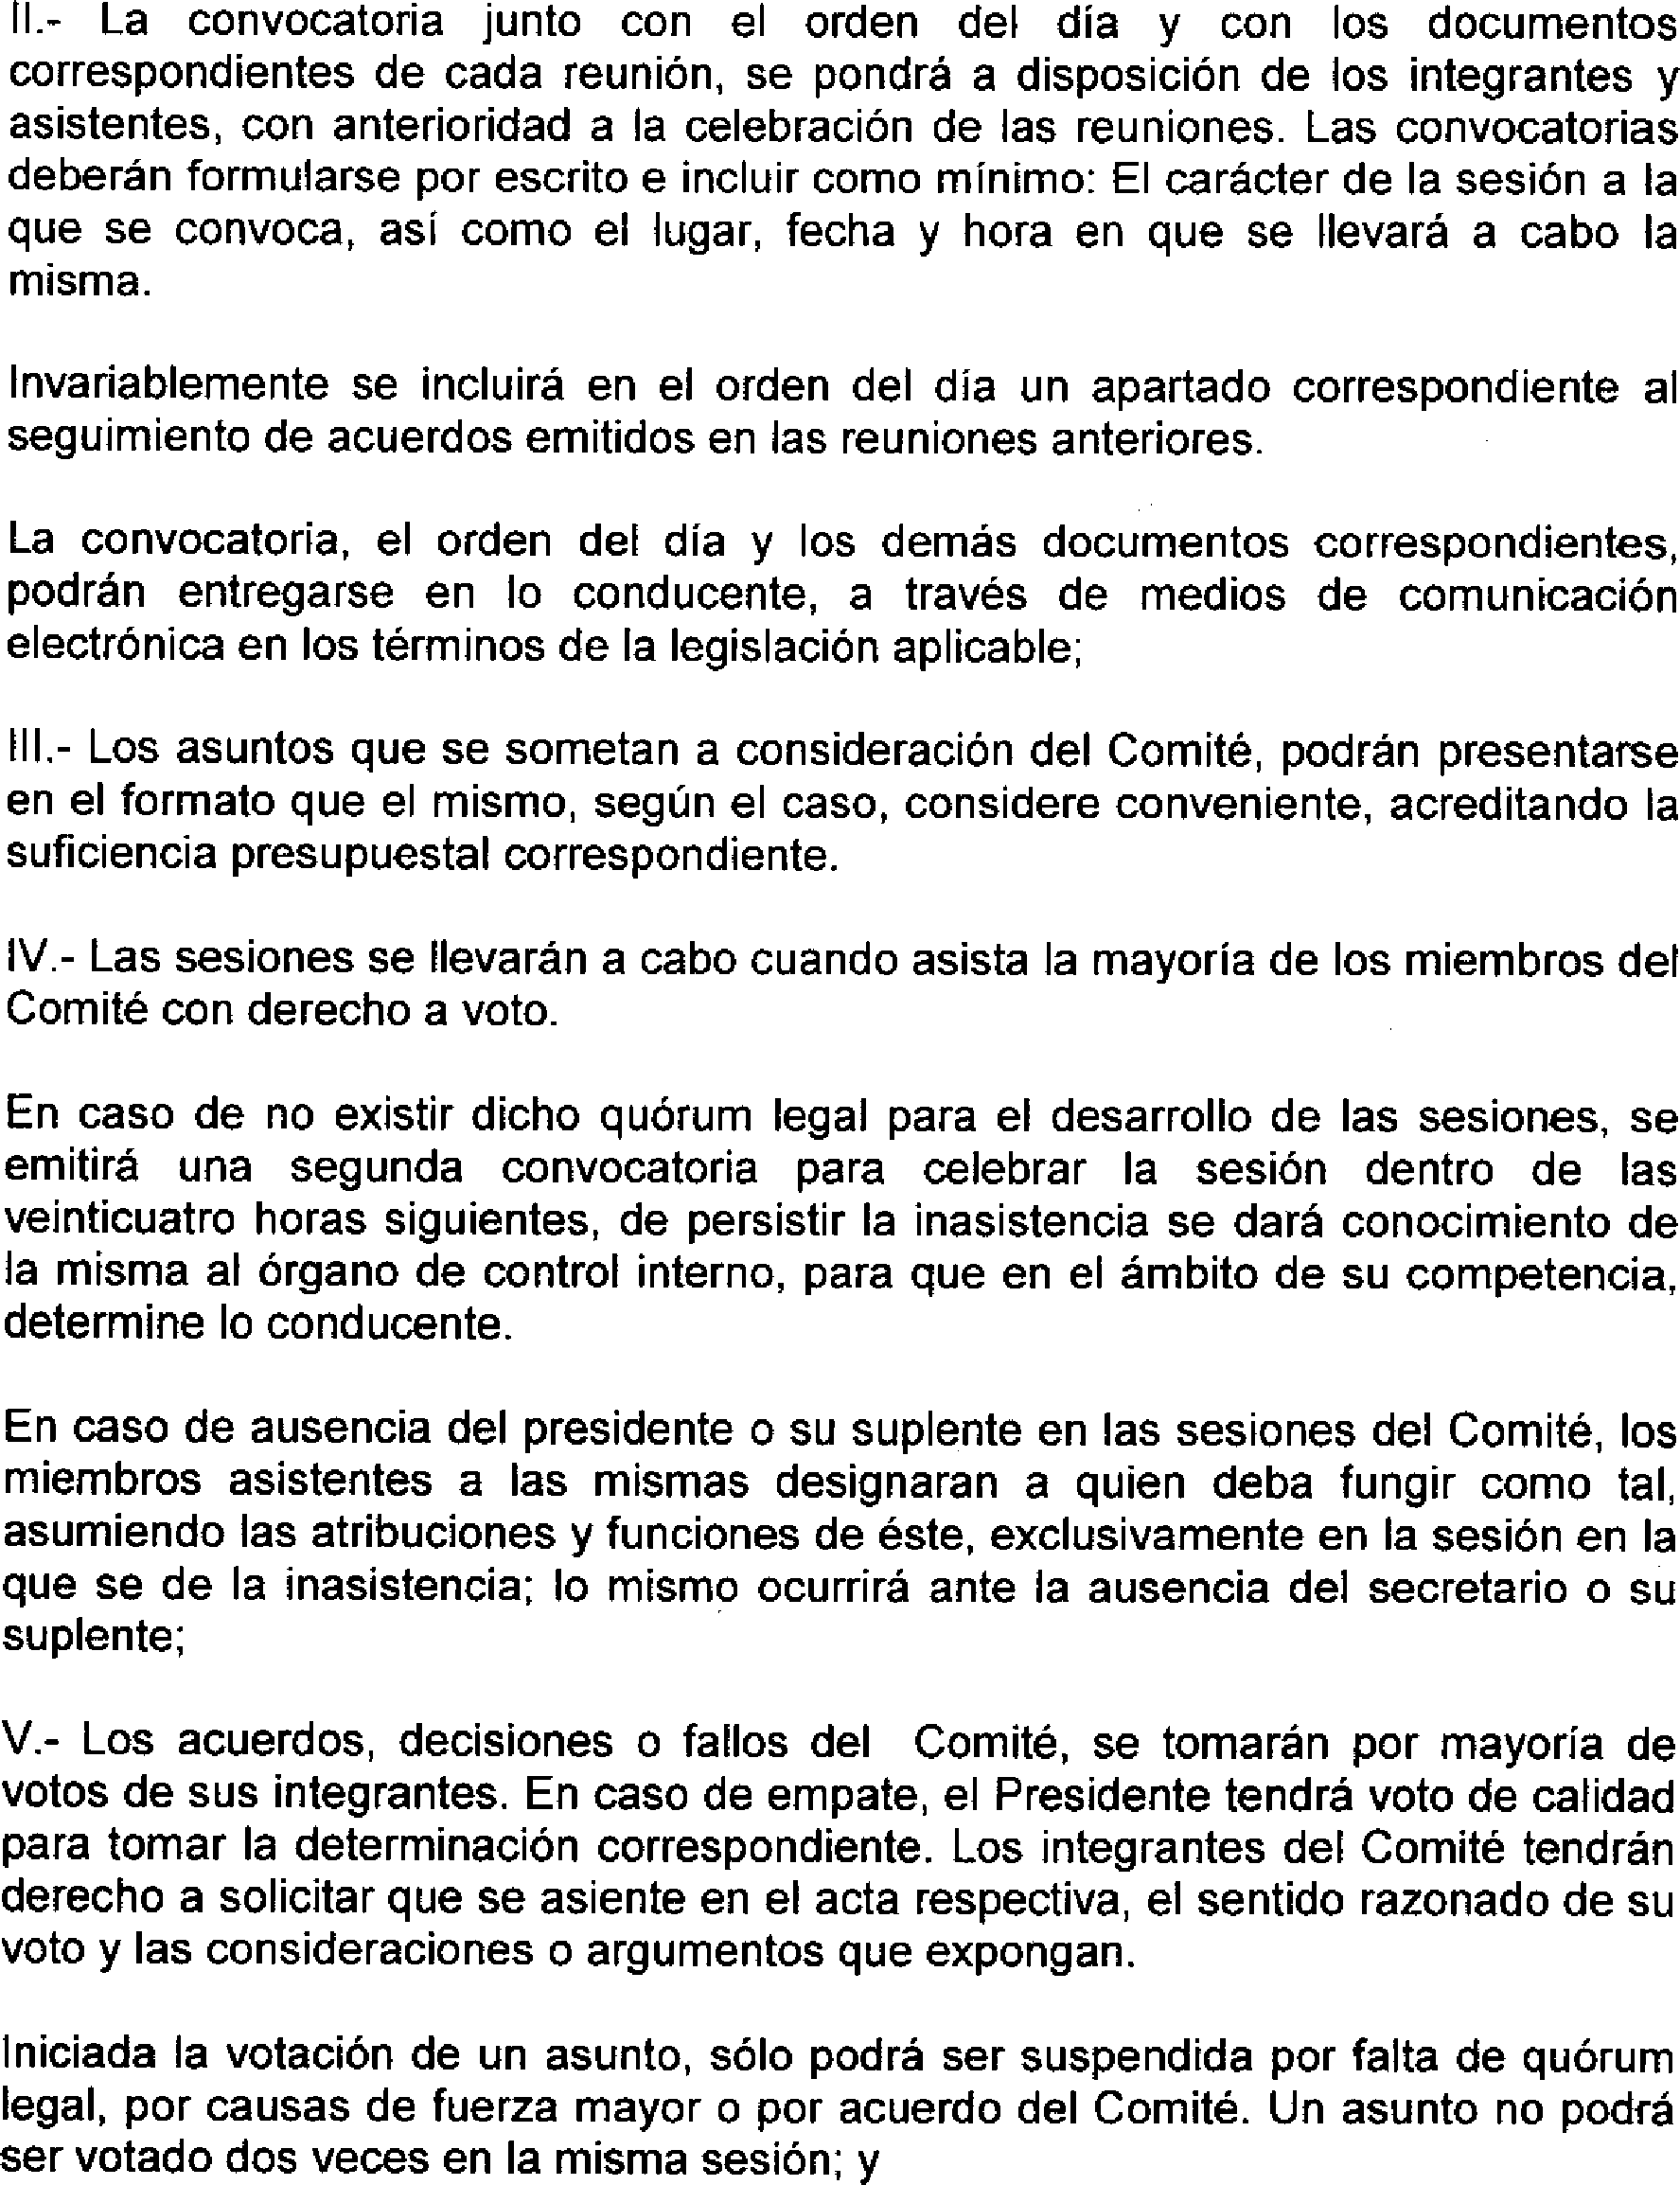 II.- La convocatoria junto con el orden del día y con los documentos
correspondientes de cada reunión, se pondrá a disposición de los integrantes y
asistentes, con anterioridad a la celebración de las reuniones. Las convocatorias
deberán formularse por escrito e incluir como mínimo: El carácter de la sesión a la
que se convoca, así como el lugar, fecha y hora en que se llevará a cabo la
misma.
Invariablemente se incluirá en el orden del día un apartado correspondiente al
seguimiento de acuerdos emitidos en las reuniones anteriores.
La convocatoria, el orden del día y los demás documentos correspondientes,
podrán entregarse en lo conducente, a través de medios de comunicación
electrónica en los términos de la legislación aplicable;
III.- Los asuntos que se sometan a consideración del Comité, podrán presentarse
en el formato que el mismo, según el caso, considere conveniente, acreditando la
suficiencia presupuestal correspondiente.
IV.- Las sesiones se llevarán a cabo cuando asista la mayoría de los miembros del
Comité con derecho a voto.
En caso de no existir dicho quórum legal para el desarrollo de las sesiones, se
emitirá una segunda convocatoria para celebrar la sesión dentro de las
veinticuatro horas siguientes, de persistir la inasistencia se dará conocimiento de
la misma al órgano de control interno, para que en el ámbito de su competencia,
determine lo conducente.
En caso de ausencia del presidente o su suplente en las sesiones del Comité, los
miembros asistentes a las mismas designaran a quien deba fungir como tal,
asumiendo las atribuciones y funciones de éste, exclusivamente en la sesión en la
que se de la inasistencia; lo mismo ocurrirá ante la ausencia del secretario o su
suplente;
V.- Los acuerdos, decisiones o fallos del Comité, se tomarán por mayoría de
votos de sus integrantes. En caso de empate, el Presidente tendrá voto de calidad
para tomar la determinación correspondiente. Los integrantes del Comité tendrán
derecho a solicitar que se asiente en el acta respectiva, el sentido razonado de su
voto y las consideraciones o argumentos que expongan.
Iniciada la votación de un asunto, sólo podrá ser suspendida por falta de quórum
legal, por causas de fuerza mayor o por acuerdo del Comité. Un asunto no podrá
ser votado dos veces en la misma sesión; y